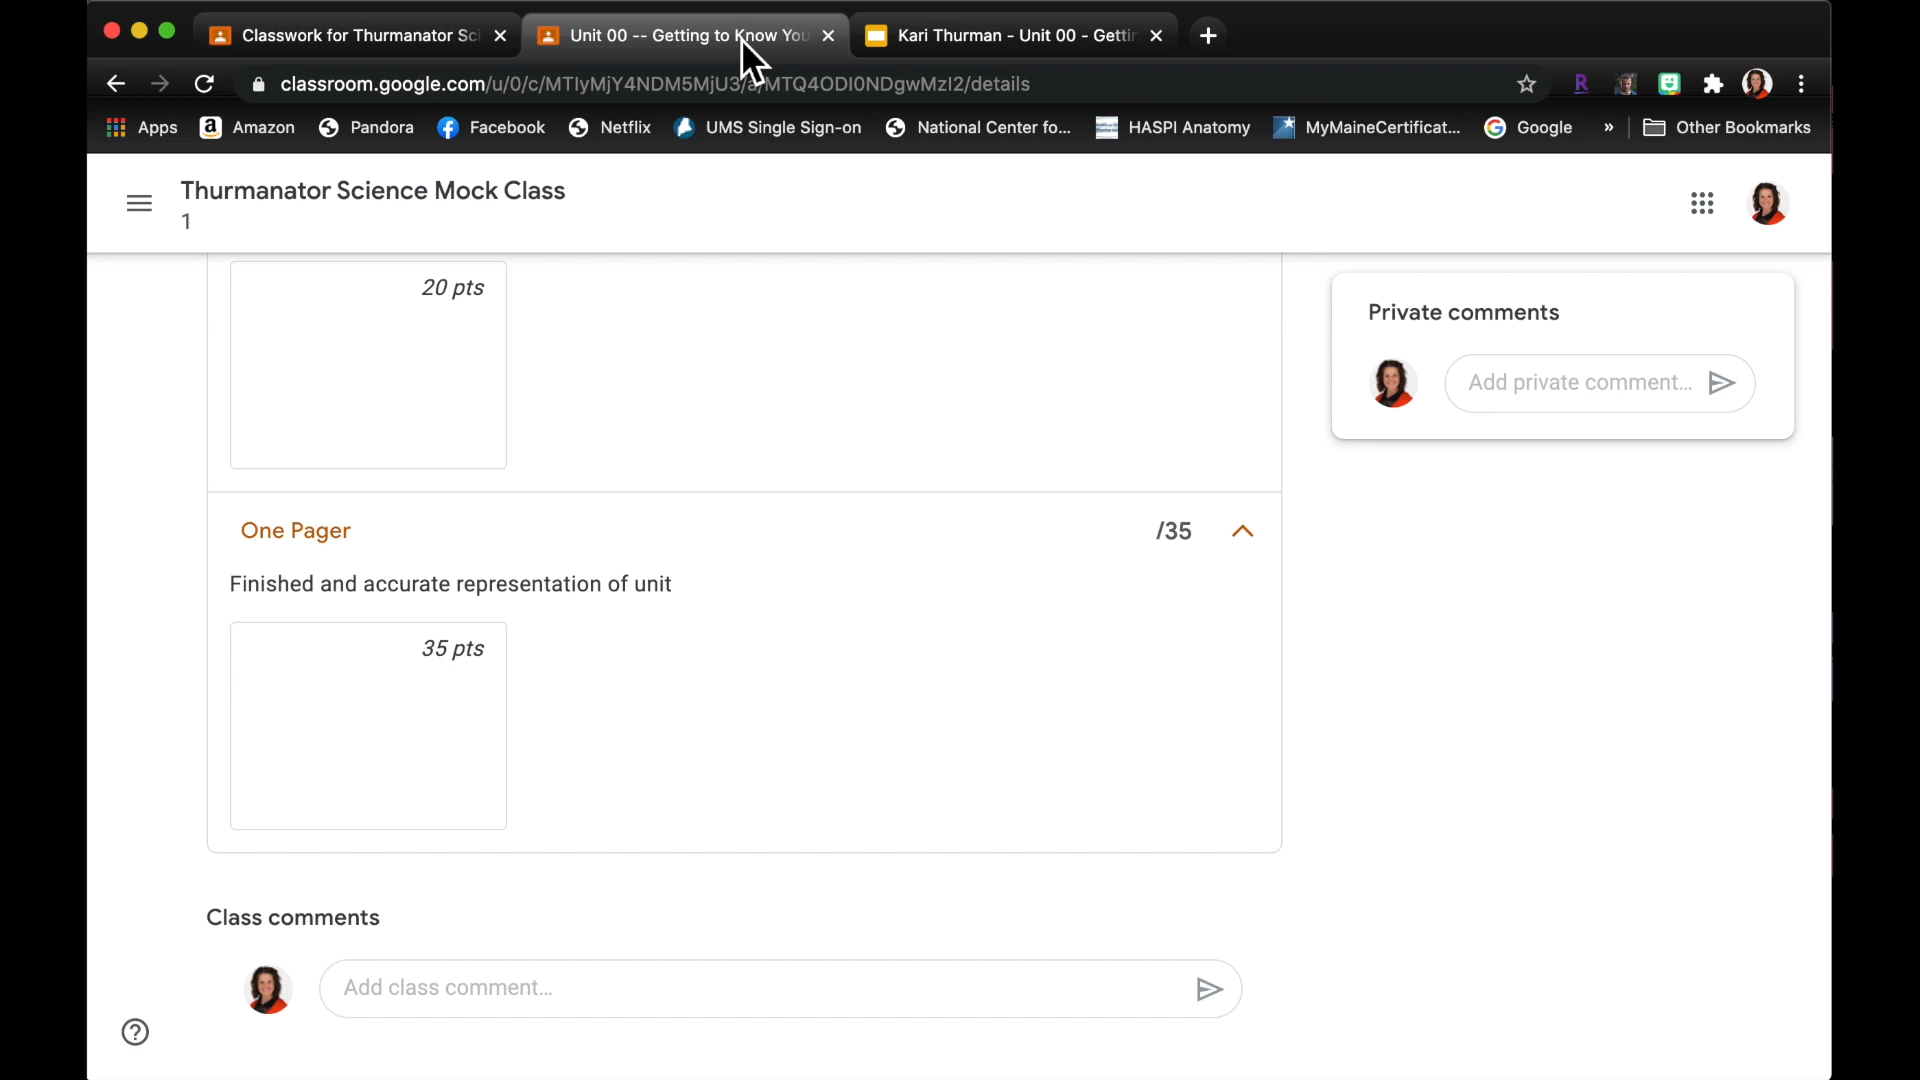 Classwork for Thurmanator Sci
Unit 00 -- Getting to Know You
Kari Thurman - Unit 00 - Gettin
classroom.google.com/u/0/c/MTIyMjY4NDM5MjU3/a/MTQ4ODI0NDgwMzI2/details
Apps
Amazon
Pandora
Facebook
Netflix
UMS Single Sign-on
National Center fo...
HASPI Anatomy
MyMaineCertificat...
Google
»
Other Bookmarks
Thurmanator Science Mock Class
1
20 pts
Private comments
Add private comment...
One Pager
/35
Finished and accurate representation of unit
35 pts
Class comments
Add class comment...